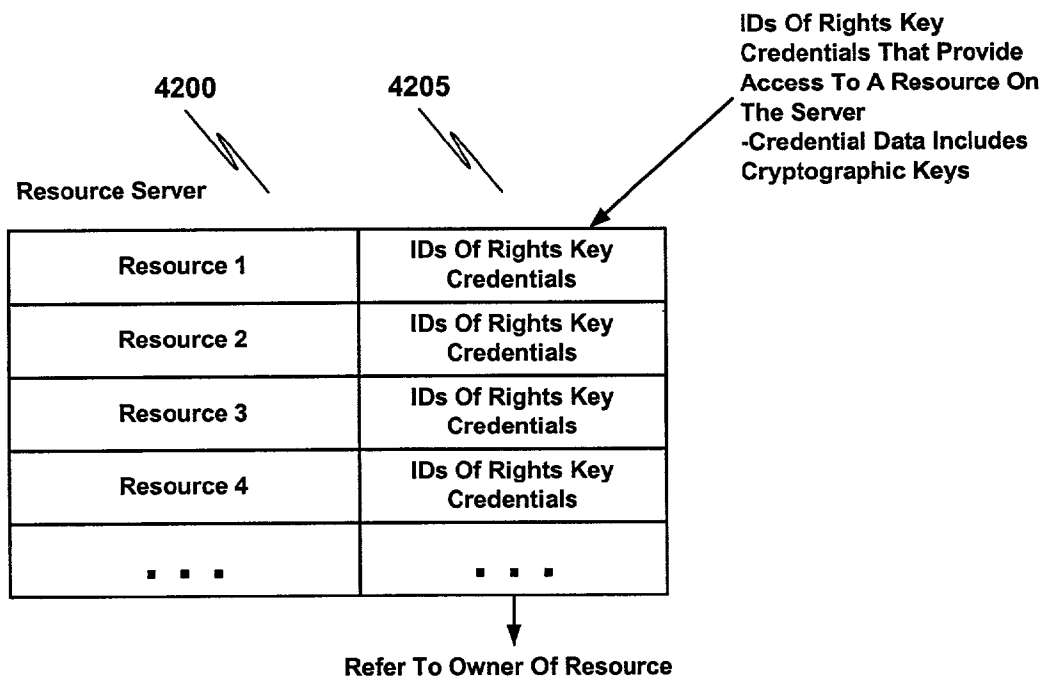 IDs Of Rights Key
Credentials That Provide
Access To A Resource On
The Server
-Credential Data Includes
Cryptographic Keys
4200
4205
Resource Server
Resource 1
IDs Of Rights Key
Credentials
Resource 2
IDs Of Rights Key
Credentials
Resource 3
IDs Of Rights Key
Credentials
Resource 4
IDs Of Rights Key
Credentials
. . .
. . .
Refer To Owner Of Resource